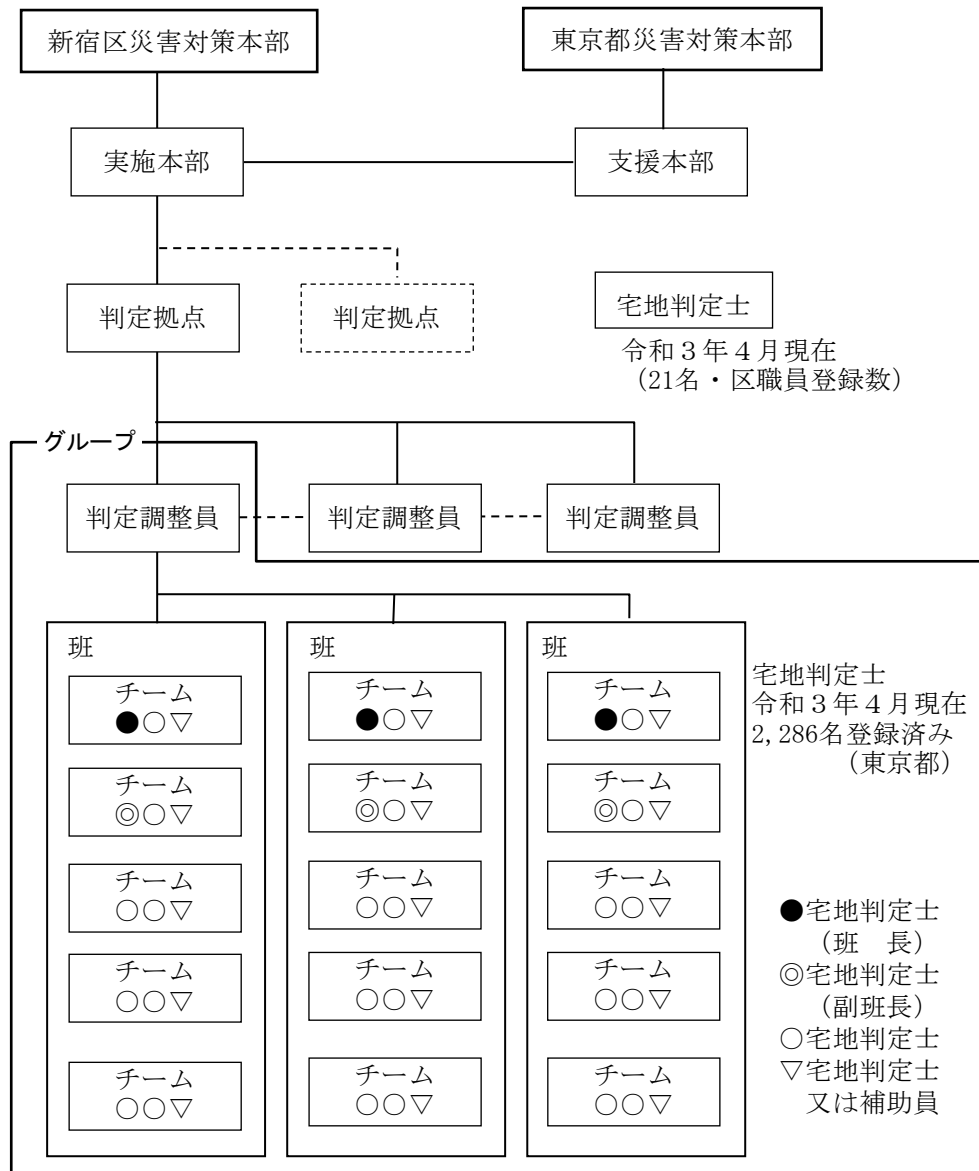 新宿区災害対策本部
東京都災害対策本部
実施本部
支援本部
判定拠点
判定拠点
宅地判定士
令和３年４月現在
（21名・区職員登録数）
グループ
判定調整員
判定調整員
判定調整員
班
チーム
●○▽
チーム
◎○▽
チーム
○○▽
チーム
○○▽
チーム
○○▽
班
チーム
●○▽
チーム
◎○▽
チーム
○○▽
チーム
○○▽
チーム
○○▽
班
チーム
●○▽
チーム
◎○▽
チーム
○○▽
チーム
○○▽
チーム
○○▽
宅地判定士
令和３年４月現在
2,286名登録済み
（東京都）
●宅地判定士
（班　長）
◎宅地判定士
（副班長）
○宅地判定士
▽宅地判定士
又は補助員